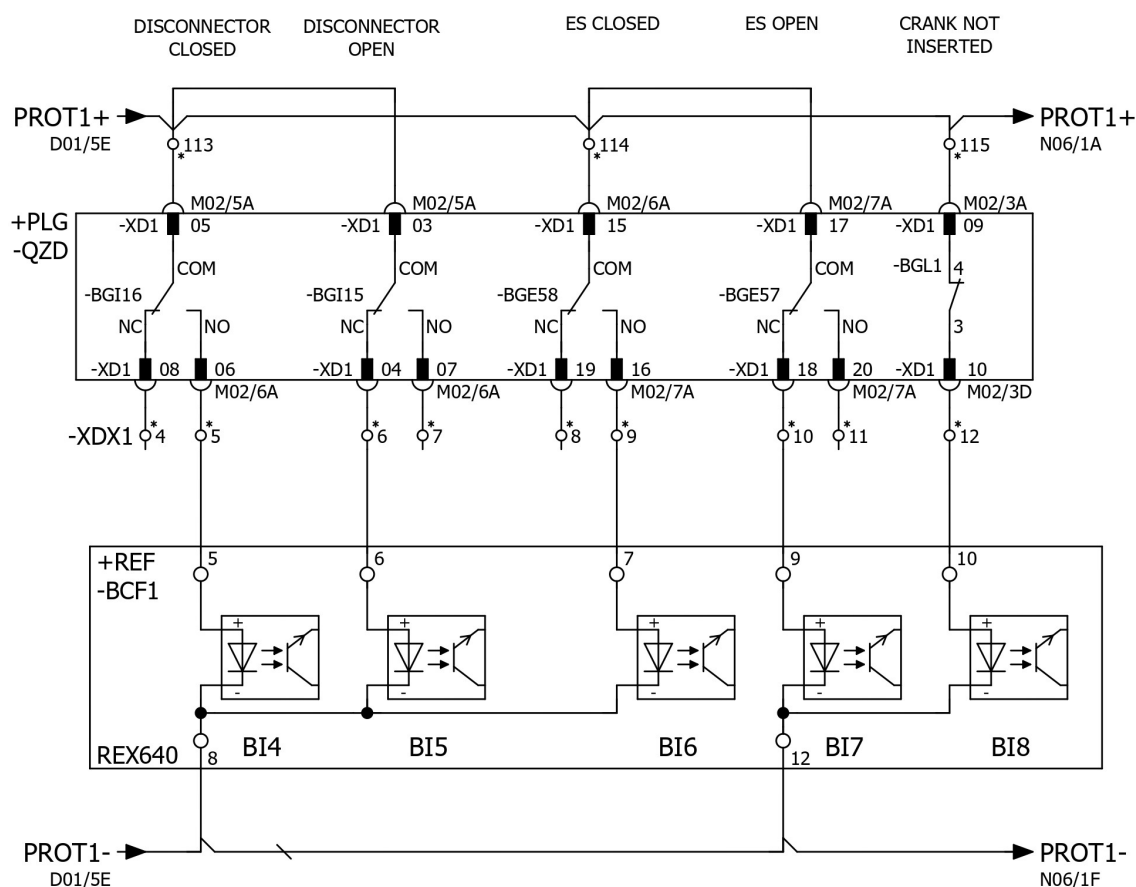 DISCONNECTOR CLOSED
DISCONNECTOR OPEN
ES CLOSED
ES OPEN
CRANK NOT INSERTED
PROT1+
D01/5E
PROT1+
N06/1A
113
*
114
*
115
*
+PLG
-QZD
M02/5A
M02/5A
M02/6A
M02/7A
M02/3A
-XD1 05
-XD1 03
-XD1 15
-XD1 17
-XD1 09
COM
COM
COM
COM
-BGL1 4
-BGI16
-BGI15
-BGE58
-BGE57
NC
NO
NC
NO
NC
NO
NC
NO
3
-XD1 08
06
-XD1 04
07
-XD1 19
16
-XD1 18
20
-XD1 10
M02/6A
M02/6A
M02/7A
M02/7A
M02/3D
-XDX1
* 4
* 5
* 6
* 7
* 8
* 9
* 10
* 11
* 12
+REF
-BCF1
5
6
7
9
10
+
-
+
-
+
-
+
-
+
-
REX640
8
BI4
BI5
BI6
12
BI7
BI8
PROT1-
D01/5E
PROT1-
N06/1F